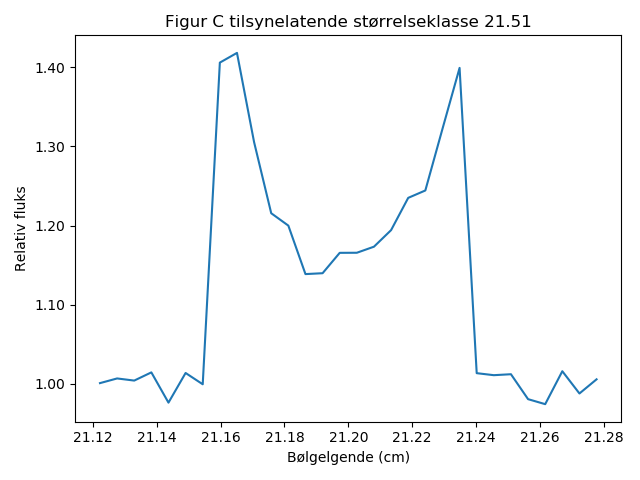 Figur C tilsynelatende størrelseklasse 21.51
Relativ fluks
1.40
1.30
1.20
1.10
1.00
21.12 21.14 21.16 21.18 21.20 21.22 21.24 21.26 21.28
Bølgelgende (cm)